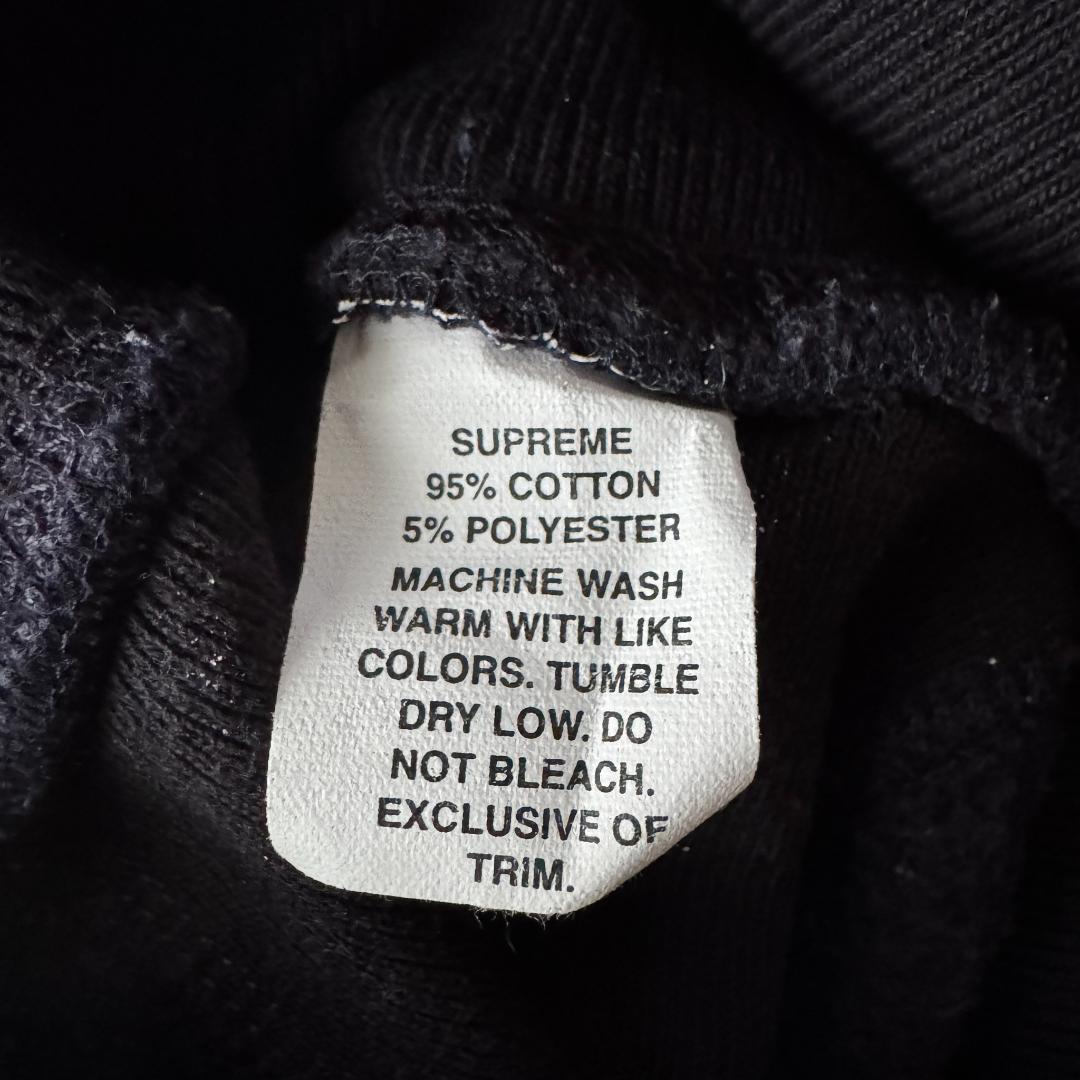 SUPREME
95% COTTON
5% POLYESTER
MACHINE WASH
WARM WITH LIKE
COLORS. TUMBLE
DRY LOW. DO
NOT BLEACH.
EXCLUSIVE OF
TRIM.